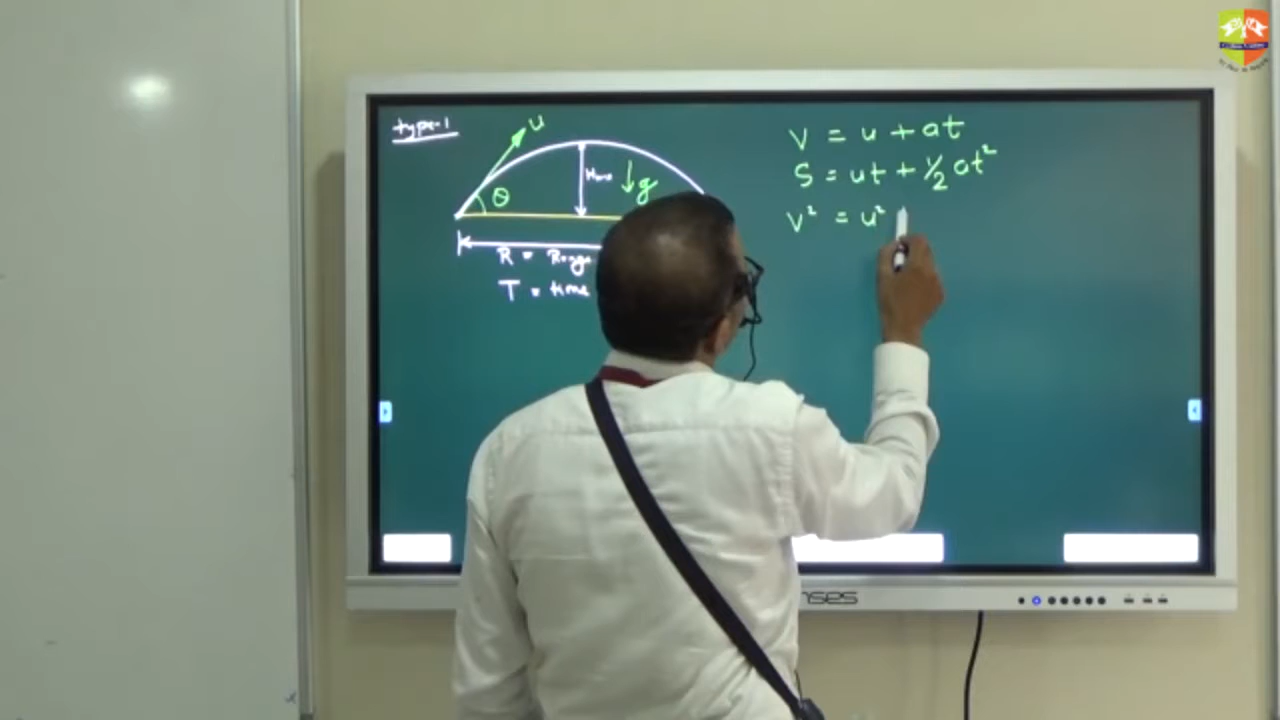 type-1
u
θ
Hmax
g
R = Range
T = time
V = u + at
S = ut + ½ at²
V² = u²